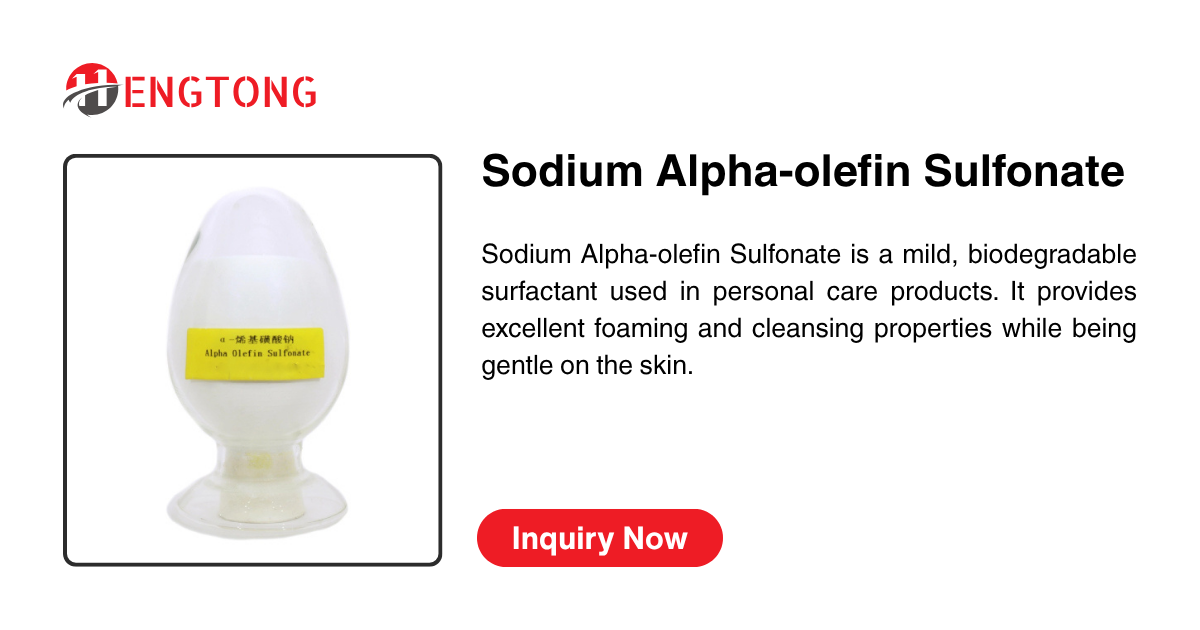 HENGTONG
Sodium Alpha-olefin Sulfonate
Sodium Alpha-olefin Sulfonate is a mild, biodegradable
surfactant used in personal care products. It provides
excellent foaming and cleansing properties while being
gentle on the skin.
α-烯基磺酸钠
Alpha Olefin Sulfonate
Inquiry Now